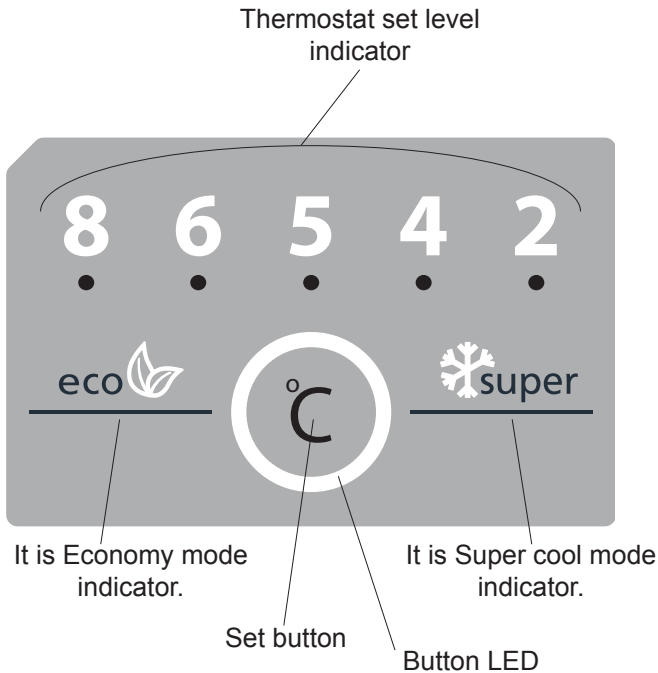 Thermostat set level
indicator
8 6 5 4 2
eco
°C
super
It is Economy mode
indicator.
It is Super cool mode
indicator.
Set button
Button LED